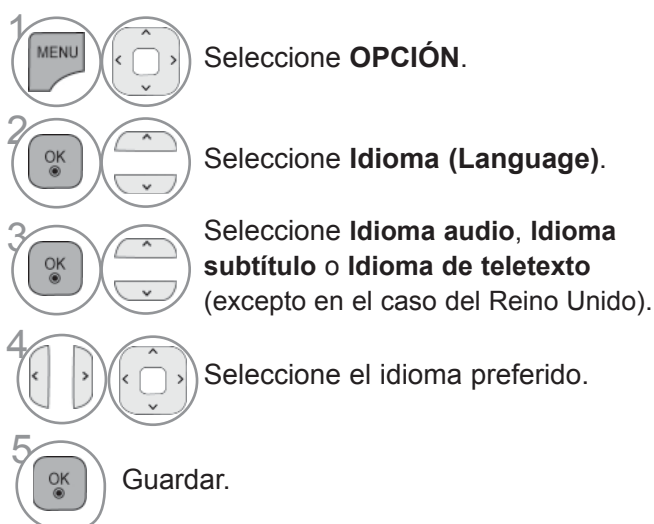 1
MENU
Seleccione OPCIÓN.
2
OK
Seleccione Idioma (Language).
3
OK
Seleccione Idioma audio, Idioma
subtítulo o Idioma de teletexto
(excepto en el caso del Reino Unido).
4
Seleccione el idioma preferido.
5
OK
Guardar.